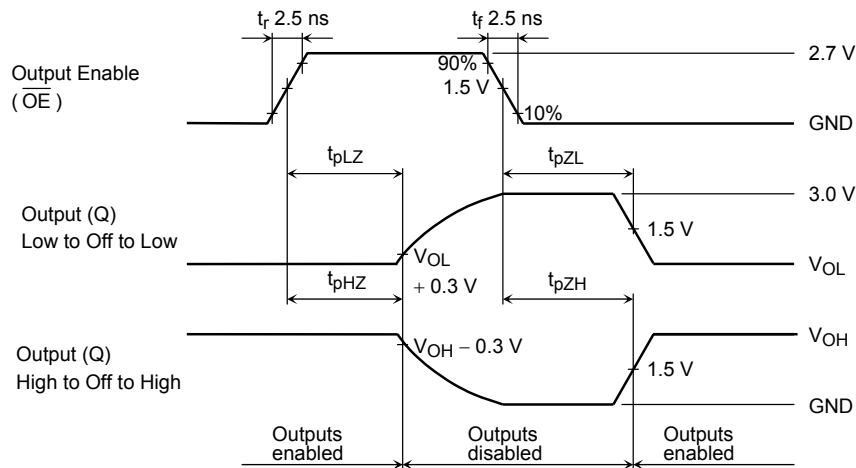 tr 2.5 ns
tf 2.5 ns
Output Enable
( OE )
90%
1.5 V
10%
2.7 V
GND
tpLZ
tpZL
Output (Q)
Low to Off to Low
3.0 V
1.5 V
VOL
VOL
+ 0.3 V
tpHZ
tpZH
Output (Q)
High to Off to High
VOH − 0.3 V
VOH
1.5 V
GND
Outputs
enabled
Outputs
disabled
Outputs
enabled